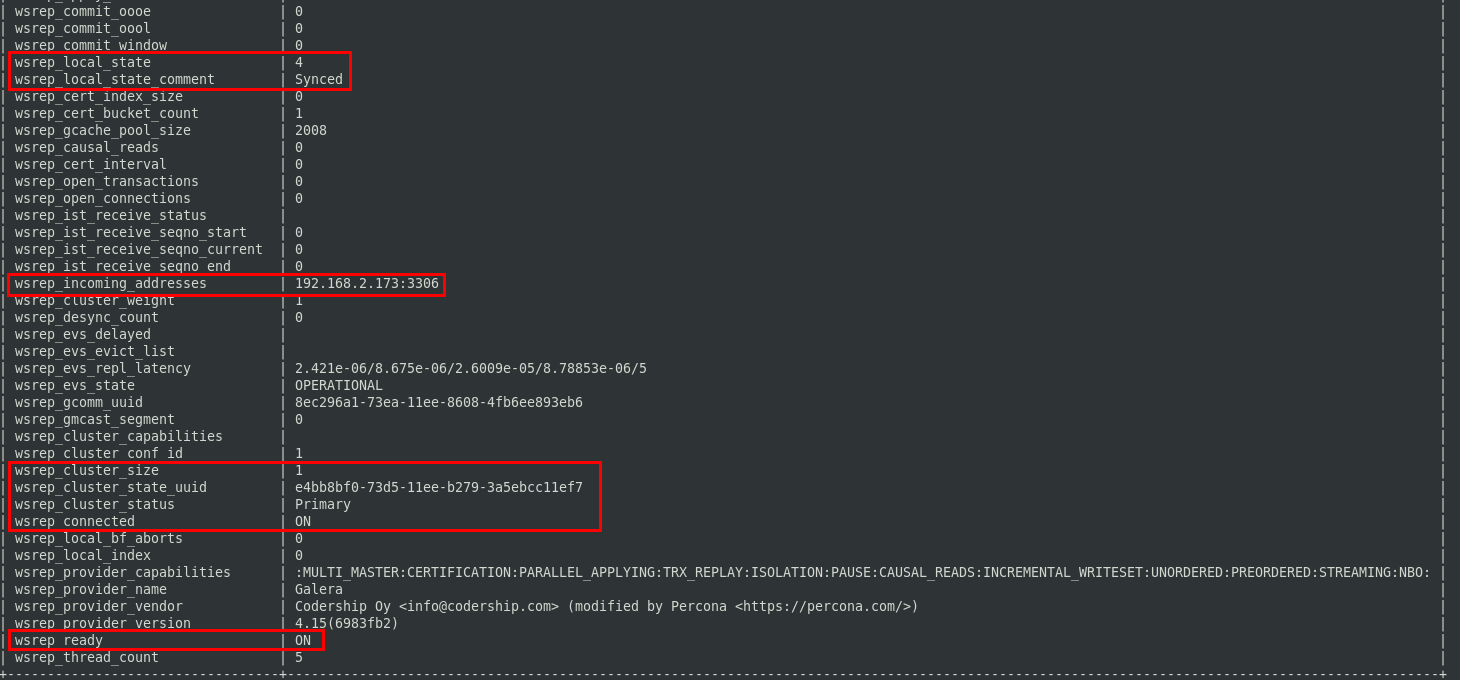 | wsrep_commit_oooe | 0 |
| wsrep_commit_oool | 0 |
| wsrep_commit_window | 0 |
| wsrep_local_state | 4 |
| wsrep_local_state_comment | Synced |
| wsrep_cert_index_size | 0 |
| wsrep_cert_bucket_count | 1 |
| wsrep_gcache_pool_size | 2008 |
| wsrep_causal_reads | 0 |
| wsrep_cert_interval | 0 |
| wsrep_open_transactions | 0 |
| wsrep_open_connections | 0 |
| wsrep_ist_receive_status | |
| wsrep_ist_receive_seqno_start | 0 |
| wsrep_ist_receive_seqno_current | 0 |
| wsrep_ist_receive_seqno_end | 0 |
| wsrep_incoming_addresses | 192.168.2.173:3306 |
| wsrep_cluster_weight | 1 |
| wsrep_desync_count | 0 |
| wsrep_evs_delayed | |
| wsrep_evs_evict_list | |
| wsrep_evs_repl_latency | 2.421e-06/8.675e-06/2.6009e-05/8.78853e-06/5 |
| wsrep_evs_state | OPERATIONAL |
| wsrep_gcomm_uuid | 8ec296a1-73ea-11ee-8608-4fb6ee893eb6 |
| wsrep_gmcast_segment | 0 |
| wsrep_cluster_capabilities | |
| wsrep_cluster_conf_id | 1 |
| wsrep_cluster_size | 1 |
| wsrep_cluster_state_uuid | e4bb8bf0-73d5-11ee-b279-3a5ebcc11ef7 |
| wsrep_cluster_status | Primary |
| wsrep_connected | ON |
| wsrep_local_bf_aborts | 0 |
| wsrep_local_index | 0 |
| wsrep_provider_capabilities | :MULTI_MASTER:CERTIFICATION:PARALLEL_APPLYING:TRX_REPLAY:ISOLATION:PAUSE:CAUSAL_READS:INCREMENTAL_WRITESET:UNORDERED:PREORDERED:STREAMING:NBO: |
| wsrep_provider_name | Galera |
| wsrep_provider_vendor | Codership Oy <info@codership.com> (modified by Percona <https://percona.com/>) |
| wsrep_provider_version | 4.15(6983fb2) |
| wsrep_ready | ON |
| wsrep_thread_count | 5 |